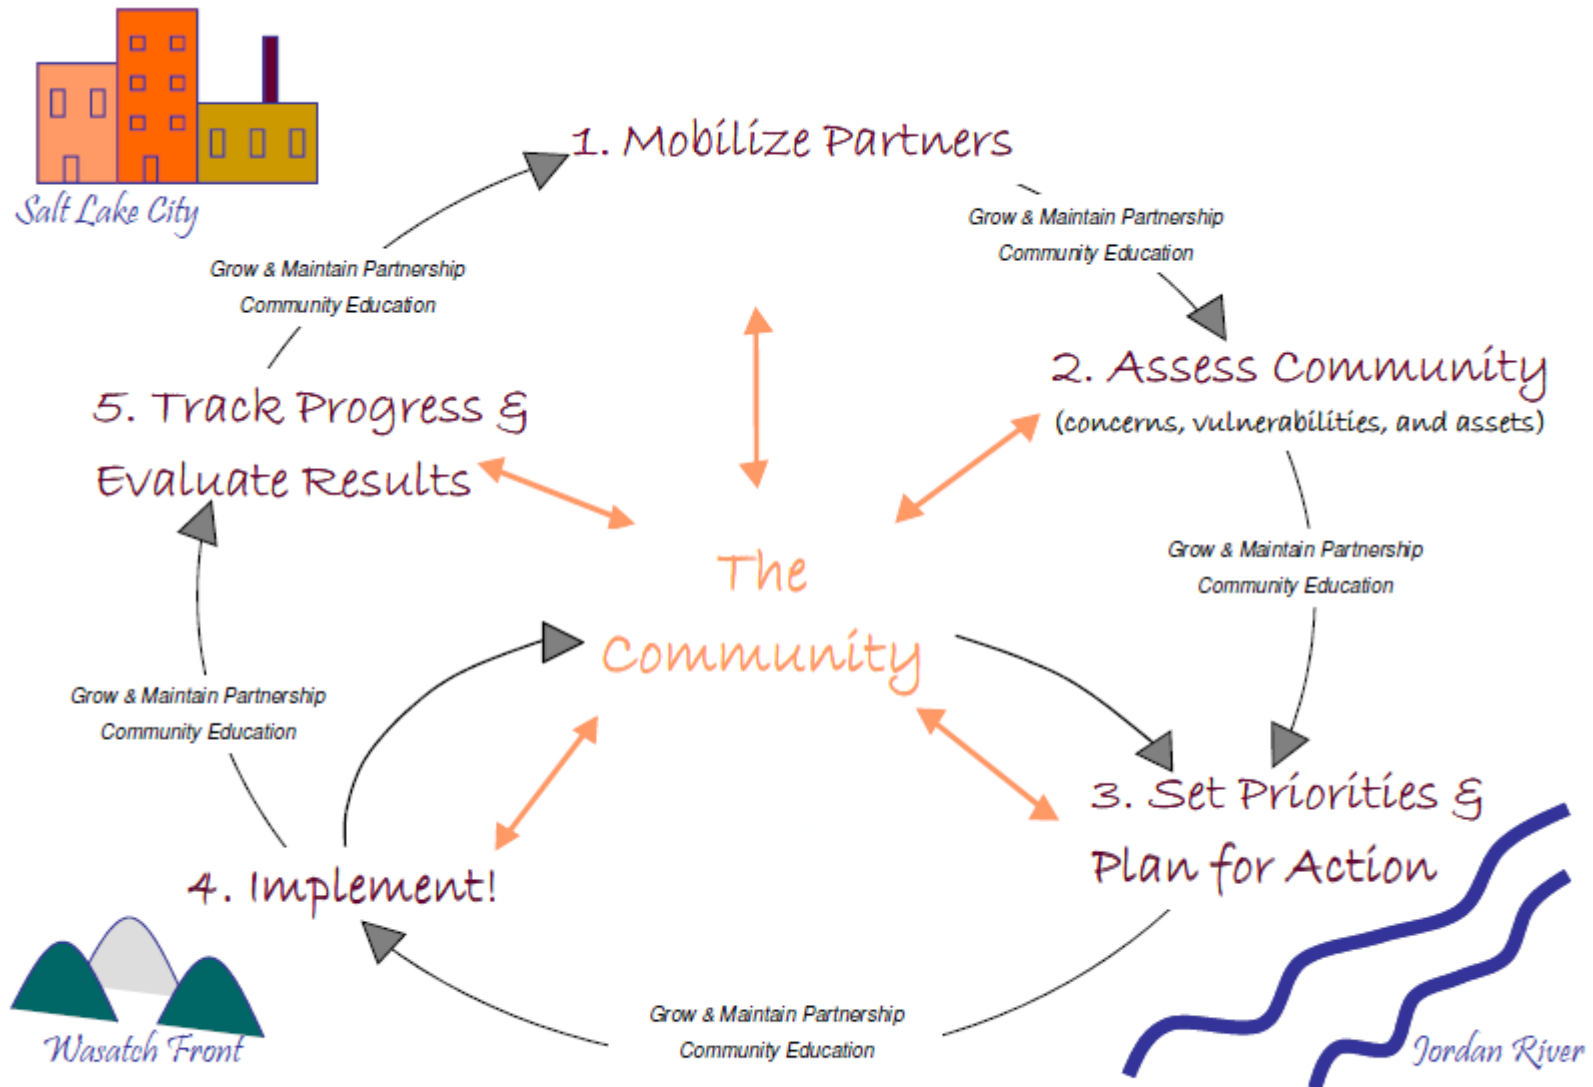 Salt Lake City
1. Mobilize Partners
Grow & Maintain Partnership
Community Education
Grow & Maintain Partnership
Community Education
2. Assess Community
(concerns, vulnerabilities, and assets)
5. Track Progress &
Evaluate Results
Grow & Maintain Partnership
Community Education
The
Community
Grow & Maintain Partnership
Community Education
3. Set Priorities &
Plan for Action
4. Implement!
Grow & Maintain Partnership
Community Education
Wasatch Front
Jordan River